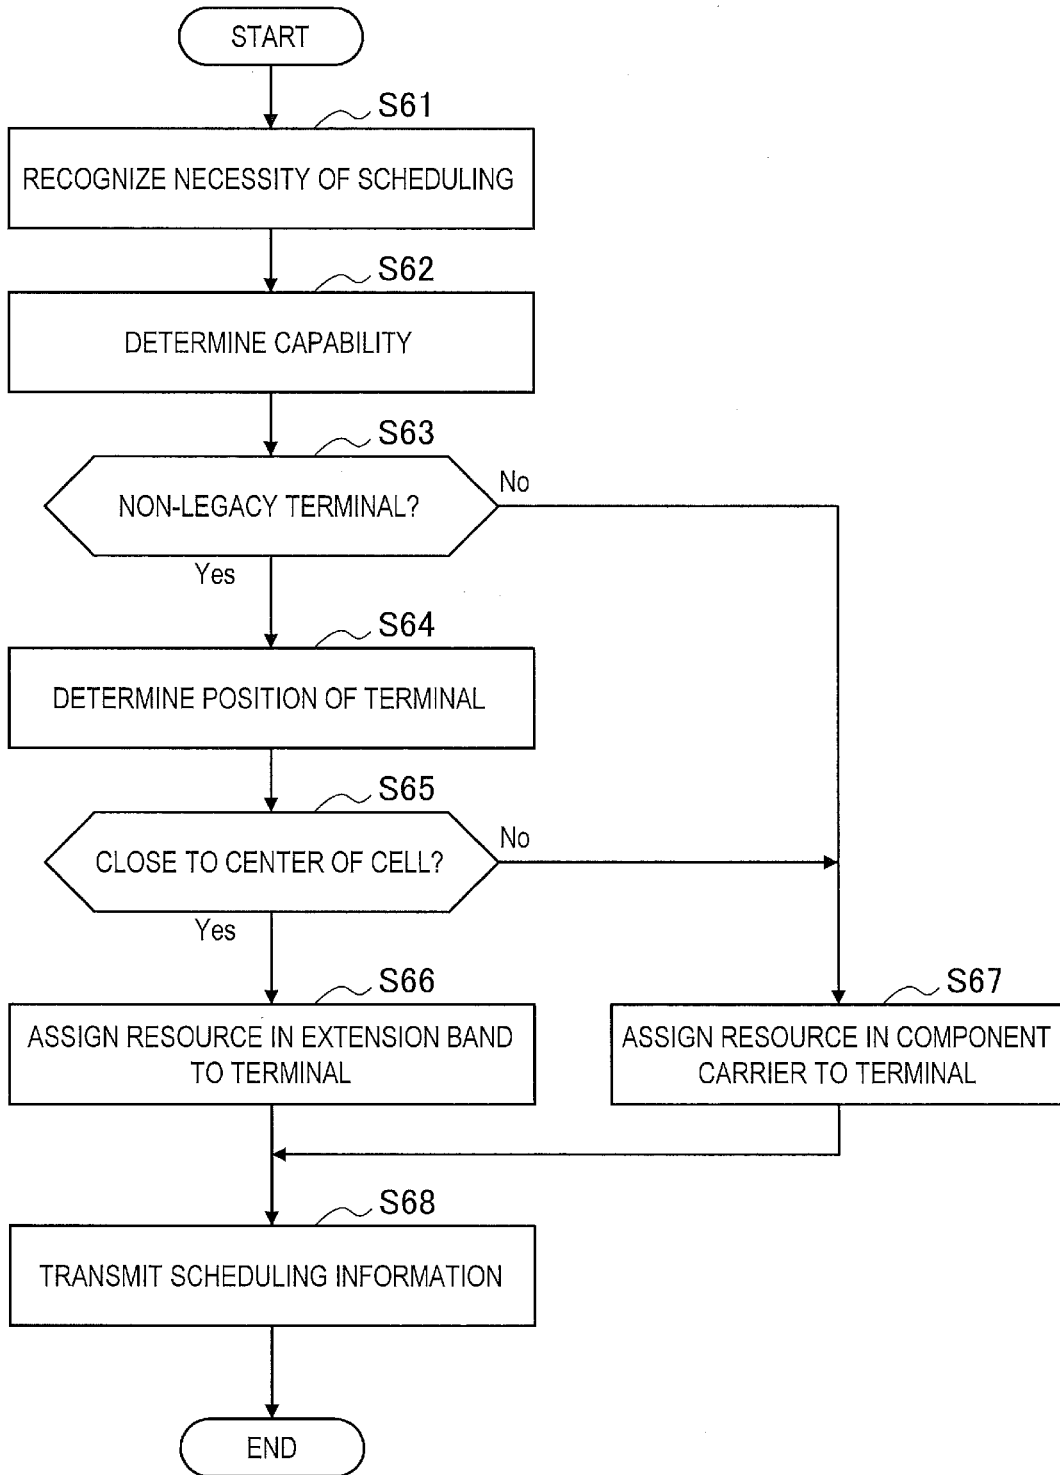 START
S61
RECOGNIZE NECESSITY OF SCHEDULING
S62
DETERMINE CAPABILITY
S63
NON-LEGACY TERMINAL?
No
Yes
S64
DETERMINE POSITION OF TERMINAL
S65
CLOSE TO CENTER OF CELL?
No
Yes
S66
ASSIGN RESOURCE IN EXTENSION BAND
TO TERMINAL
S67
ASSIGN RESOURCE IN COMPONENT
CARRIER TO TERMINAL
S68
TRANSMIT SCHEDULING INFORMATION
END